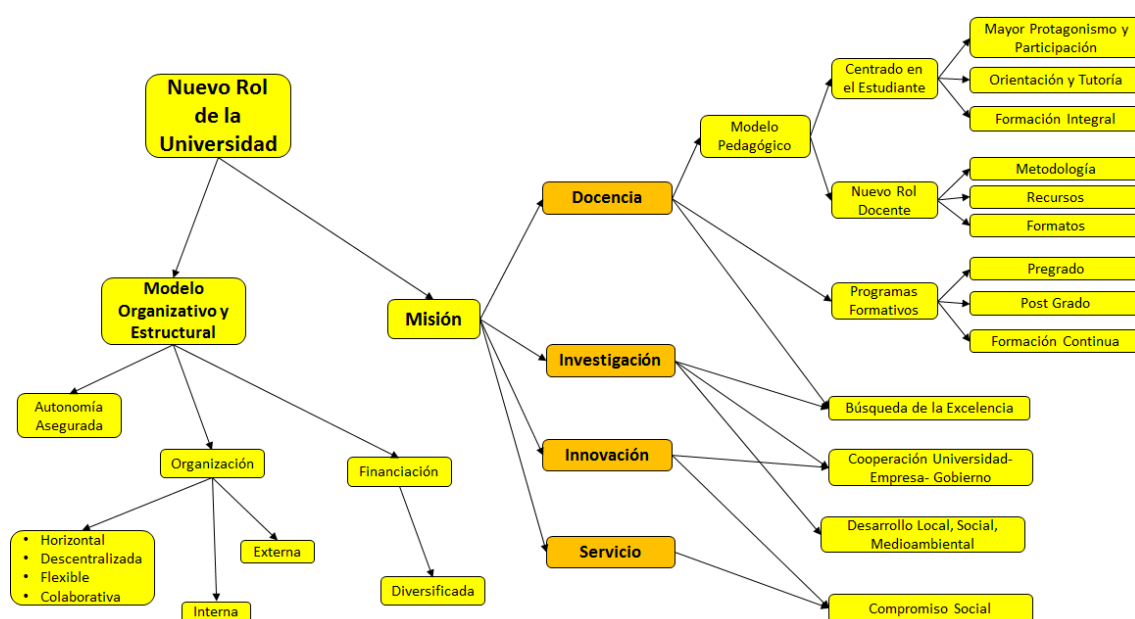 Nuevo Rol
de la
Universidad
Modelo
Organizativo y
Estructural
Autonomía
Asegurada
Organización
Financiación
• Horizontal
• Descentralizada
• Flexible
• Colaborativa
Interna
Externa
Diversificada
Misión
Docencia
Investigación
Innovación
Servicio
Modelo
Pedagógico
Centrado en
el Estudiante
Mayor Protagonismo y
Participación
Orientación y Tutoría
Formación Integral
Nuevo Rol
Docente
Metodología
Recursos
Formatos
Programas
Formativos
Pregrado
Post Grado
Formación Continua
Búsqueda de la Excelencia
Cooperación Universidad-
Empresa- Gobierno
Desarrollo Local, Social,
Medioambiental
Compromiso Social